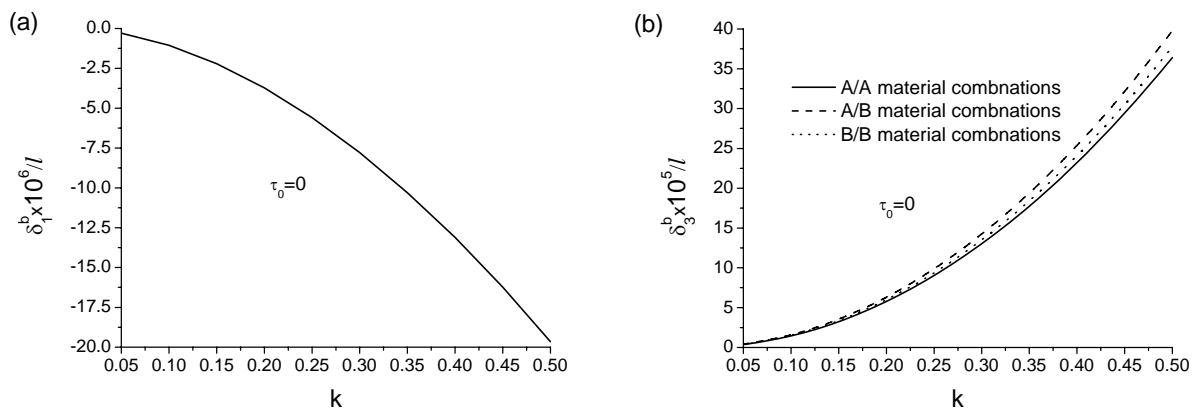 (a)
0.0
-2.5
-5.0
-7.5
-10.0
-12.5
-15.0
-17.5
-20.0
δ₁ᵇx10⁶/l
τ₀=0
0.05 0.10 0.15 0.20 0.25 0.30 0.35 0.40 0.45 0.50
k
(b)
40
35
30
25
20
15
10
5
0
δ₃ᵇx10⁵/l
A/A material combnations
A/B material combnations
B/B material combnations
τ₀=0
0.05 0.10 0.15 0.20 0.25 0.30 0.35 0.40 0.45 0.50
k